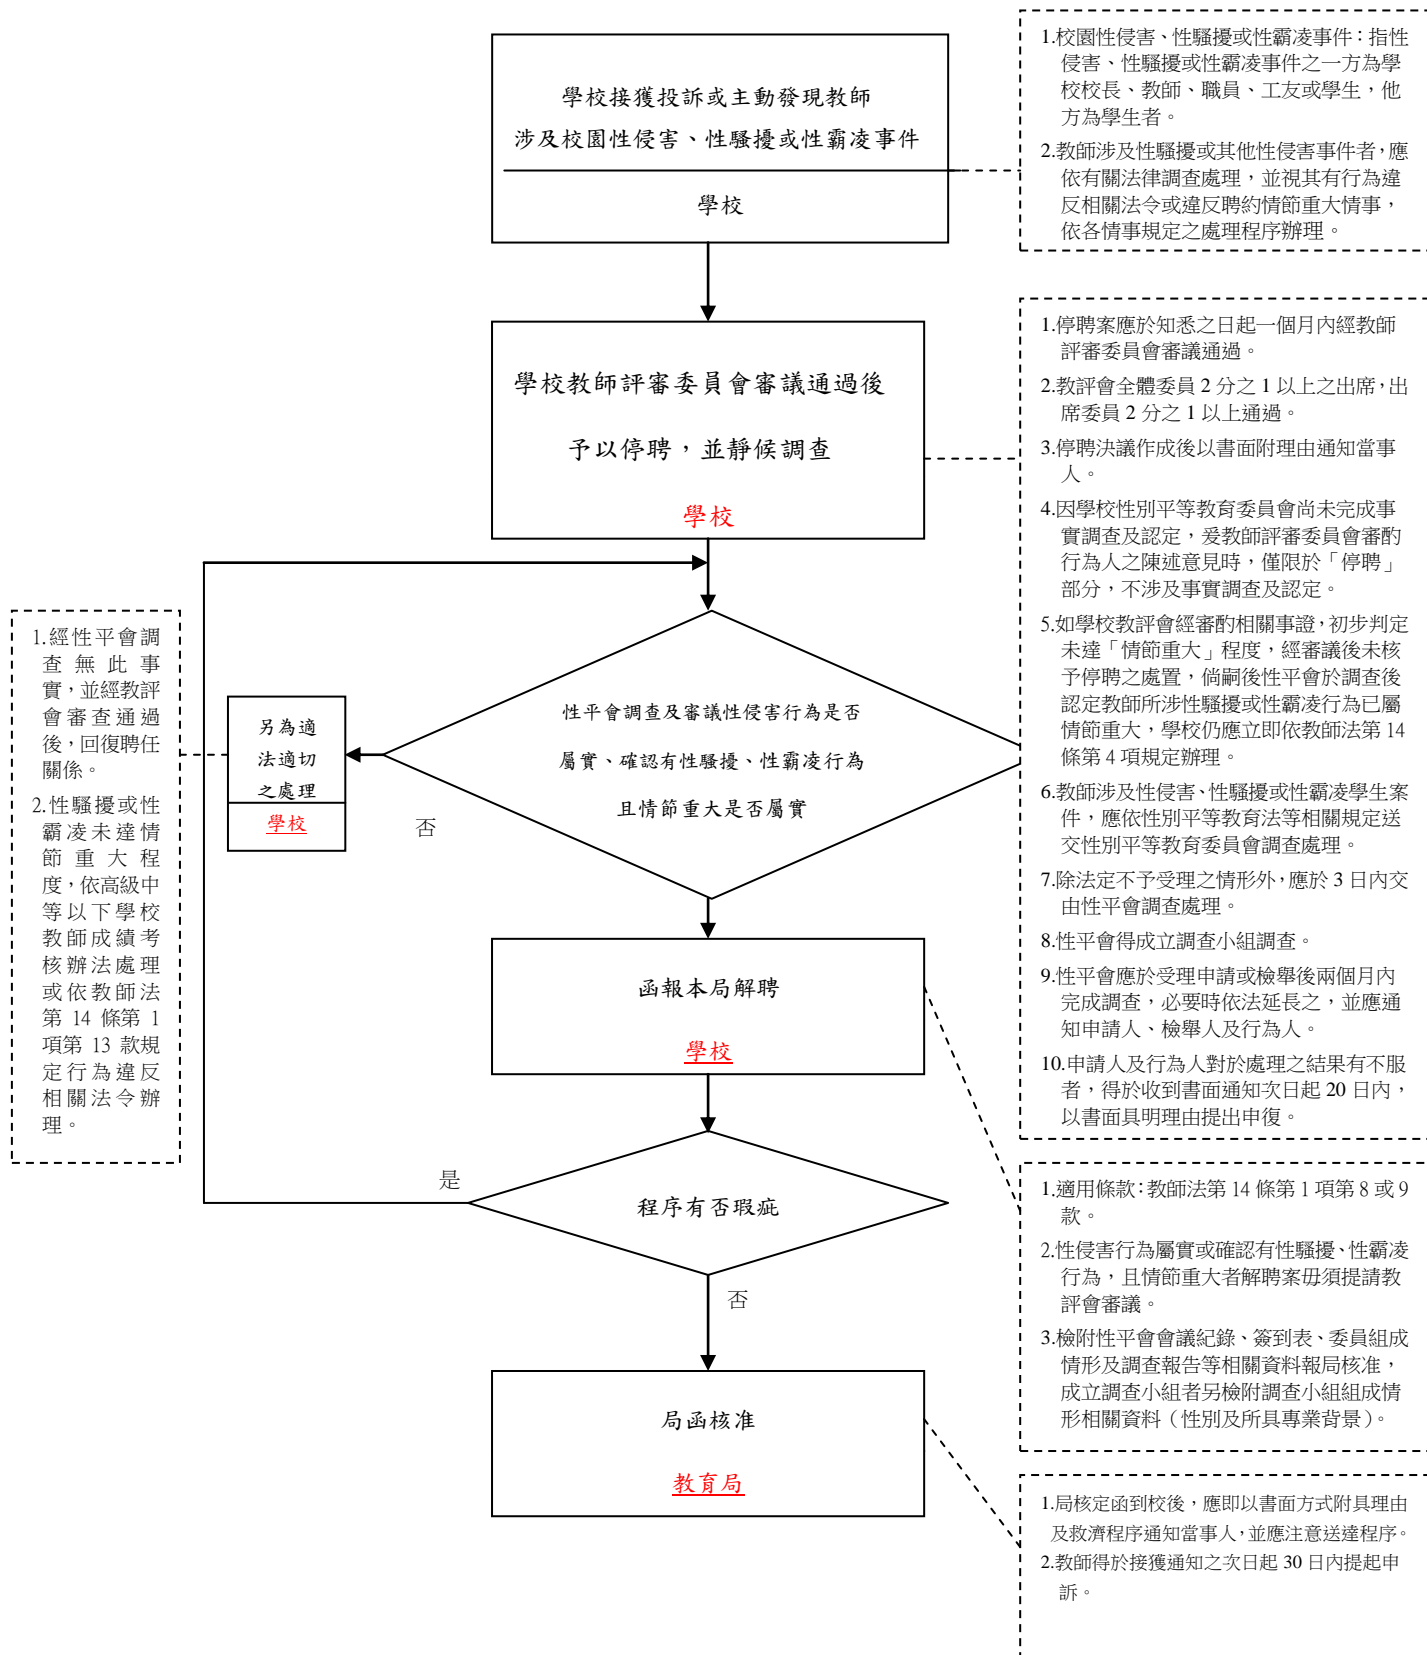 學校接獲投訴或主動發現教師
涉及校園性侵害、性騷擾或性霸凌事件
學校
1.校園性侵害、性騷擾或性霸凌事件：指性
侵害、性騷擾或性霸凌事件之一方為學
校校長、教師、職員、工友或學生，他
方為學生者。
2.教師涉及性騷擾或其他性侵害事件者，應
依有關法律調查處理，並視其有行為違
反相關法令或違反聘約情節重大情事，
依各情事規定之處理程序辦理。
學校教師評審委員會審議通過後
予以停聘，並靜候調查
學校
1.停聘案應於知悉之日起一個月內經教師
評審委員會審議通過。
2.教評會全體委員 2 分之 1 以上之出席，出
席委員 2 分之 1 以上通過。
3.停聘決議作成後以書面附理由通知當事
人。
4.因學校性別平等教育委員會尚未完成事
實調查及認定，爰教師評審委員會審酌
行為人之陳述意見時，僅限於「停聘」
部分，不涉及事實調查及認定。
5.如學校教評會經審酌相關事證，初步判定
未達「情節重大」程度，經審議後未核
予停聘之處置，倘嗣後性平會於調查後
認定教師所涉性騷擾或性霸凌行為已屬
情節重大，學校仍應立即依教師法第 14
條第 4 項規定辦理。
6.教師涉及性侵害、性騷擾或性霸凌學生案
件，應依性別平等教育法等相關規定送
交性別平等教育委員會調查處理。
7.除法定不予受理之情形外，應於 3 日內交
由性平會調查處理。
8.性平會得成立調查小組調查。
9.性平會應於受理申請或檢舉後兩個月內
完成調查，必要時依法延長之，並應通
知申請人、檢舉人及行為人。
10.申請人及行為人對於處理之結果有不服
者，得於收到書面通知次日起 20 日內，
以書面具明理由提出申復。
性平會調查及審議性侵害行為是否
屬實、確認有性騷擾、性霸凌行為
且情節重大是否屬實
否
另為適
法適切
之處理
學校
1.經性平會調
查無此事
實，並經教評
會審查通過
後，回復聘任
關係。
2.性騷擾或性
霸凌未達情
節重大程
度，依高級中
等以下學校
教師成績考
核辦法處理
或依教師法
第 14 條第 1
項第 13 款規
定行為違反
相關法令辦
理。
函報本局解聘
學校
1.適用條款：教師法第 14 條第 1 項第 8 或 9
款。
2.性侵害行為屬實或確認有性騷擾、性霸凌
行為，且情節重大者解聘案毋須提請教
評會審議。
3.檢附性平會會議紀錄、簽到表、委員組成
情形及調查報告等相關資料報局核准，
成立調查小組者另檢附調查小組組成情
形相關資料（性別及所具專業背景）。
程序有否瑕疵
是
否
局函核准
教育局
1.局核定函到校後，應即以書面方式附具理由
及救濟程序通知當事人，並應注意送達程序。
2.教師得於接獲通知之次日起 30 日內提起申
訴。